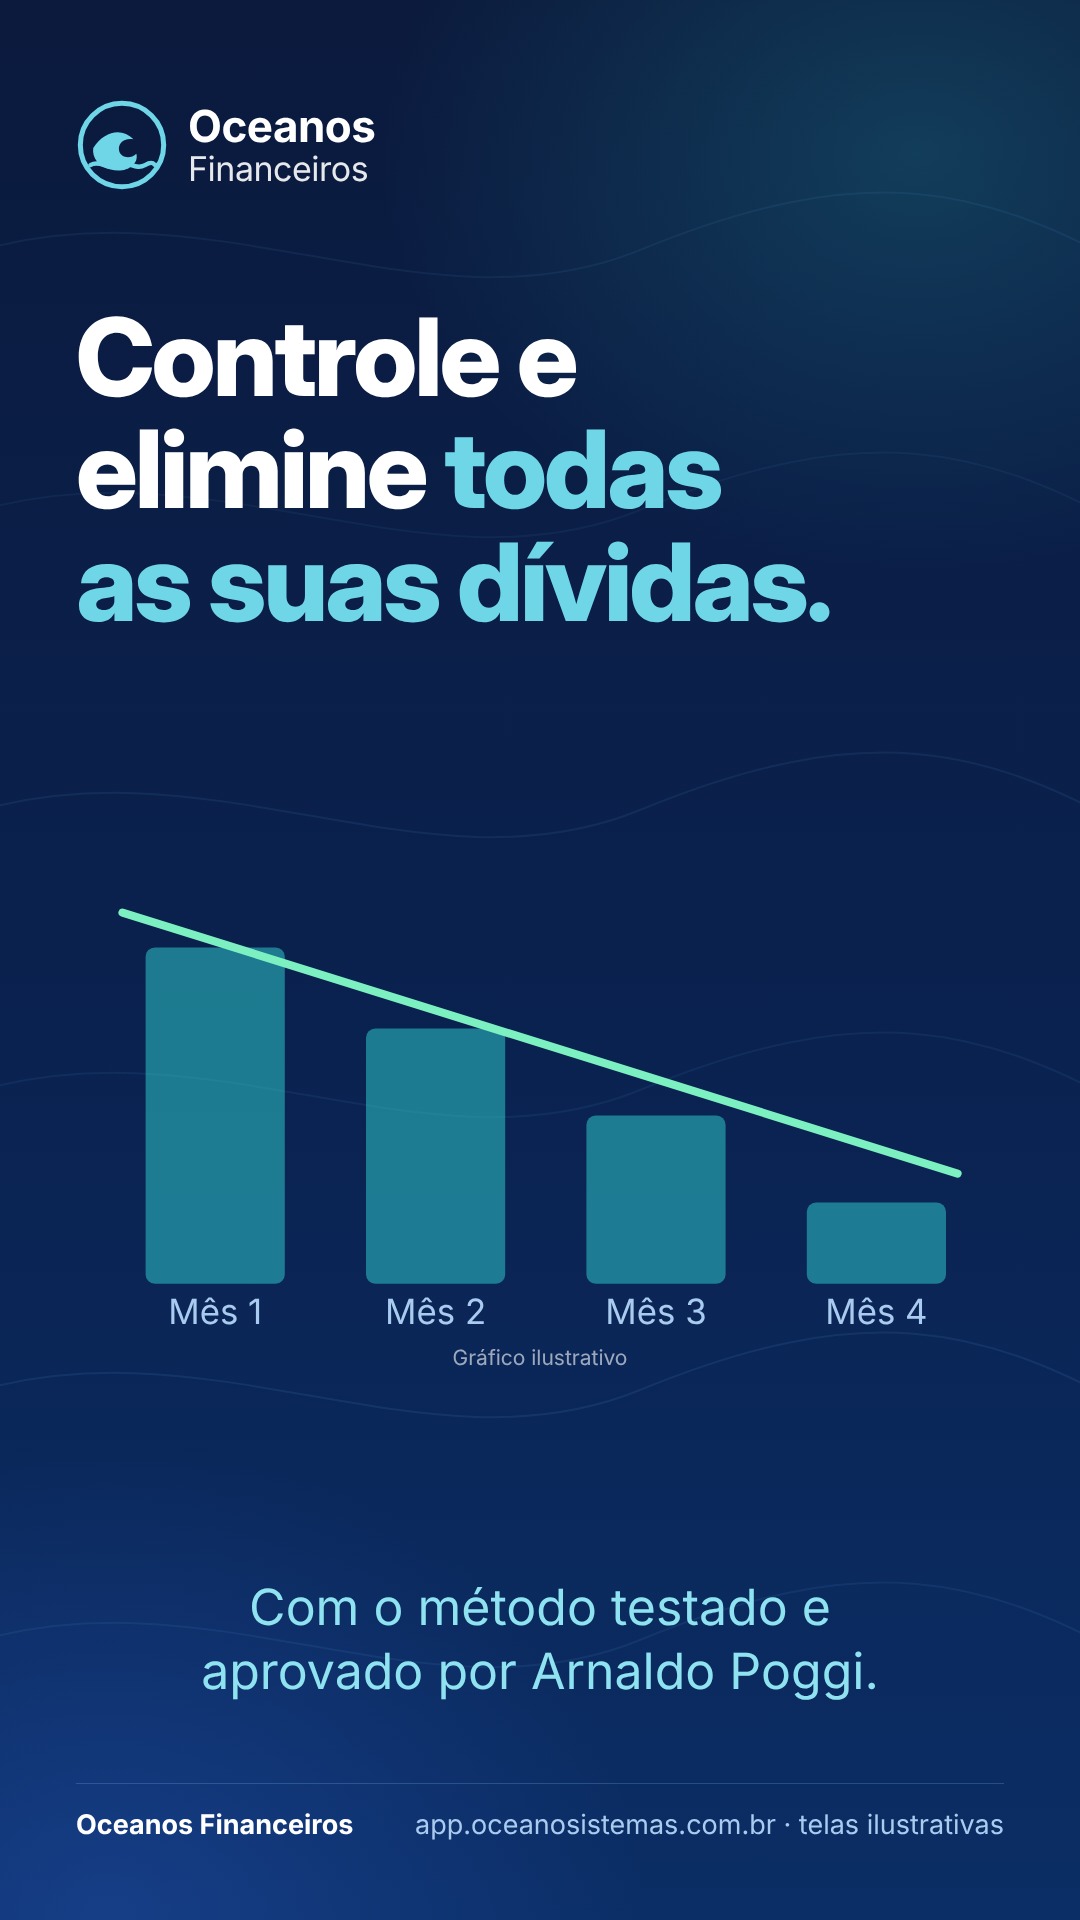 Oceanos
Financeiros
Controle e
elimine todas
as suas dívidas.
Mês 1 Mês 2 Mês 3 Mês 4
Gráfico ilustrativo
Com o método testado e
aprovado por Arnaldo Poggi.
Oceanos Financeiros app.oceanosistemas.com.br · telas ilustrativas